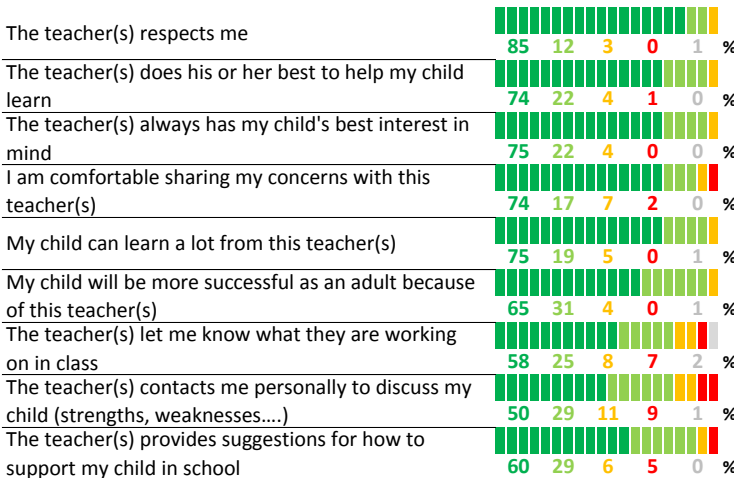 The teacher(s) respects me
85 12 3 0 1 %
The teacher(s) does his or her best to help my child
learn
74 22 4 1 0 %
The teacher(s) always has my child's best interest in
mind
75 22 4 0 0 %
I am comfortable sharing my concerns with this
teacher(s)
74 17 7 2 0 %
My child can learn a lot from this teacher(s)
75 19 5 0 1 %
My child will be more successful as an adult because
of this teacher(s)
65 31 4 0 1 %
The teacher(s) let me know what they are working
on in class
58 25 8 7 2 %
The teacher(s) contacts me personally to discuss my
child (strengths, weaknesses....)
50 29 11 9 1 %
The teacher(s) provides suggestions for how to
support my child in school
60 29 6 5 0 %